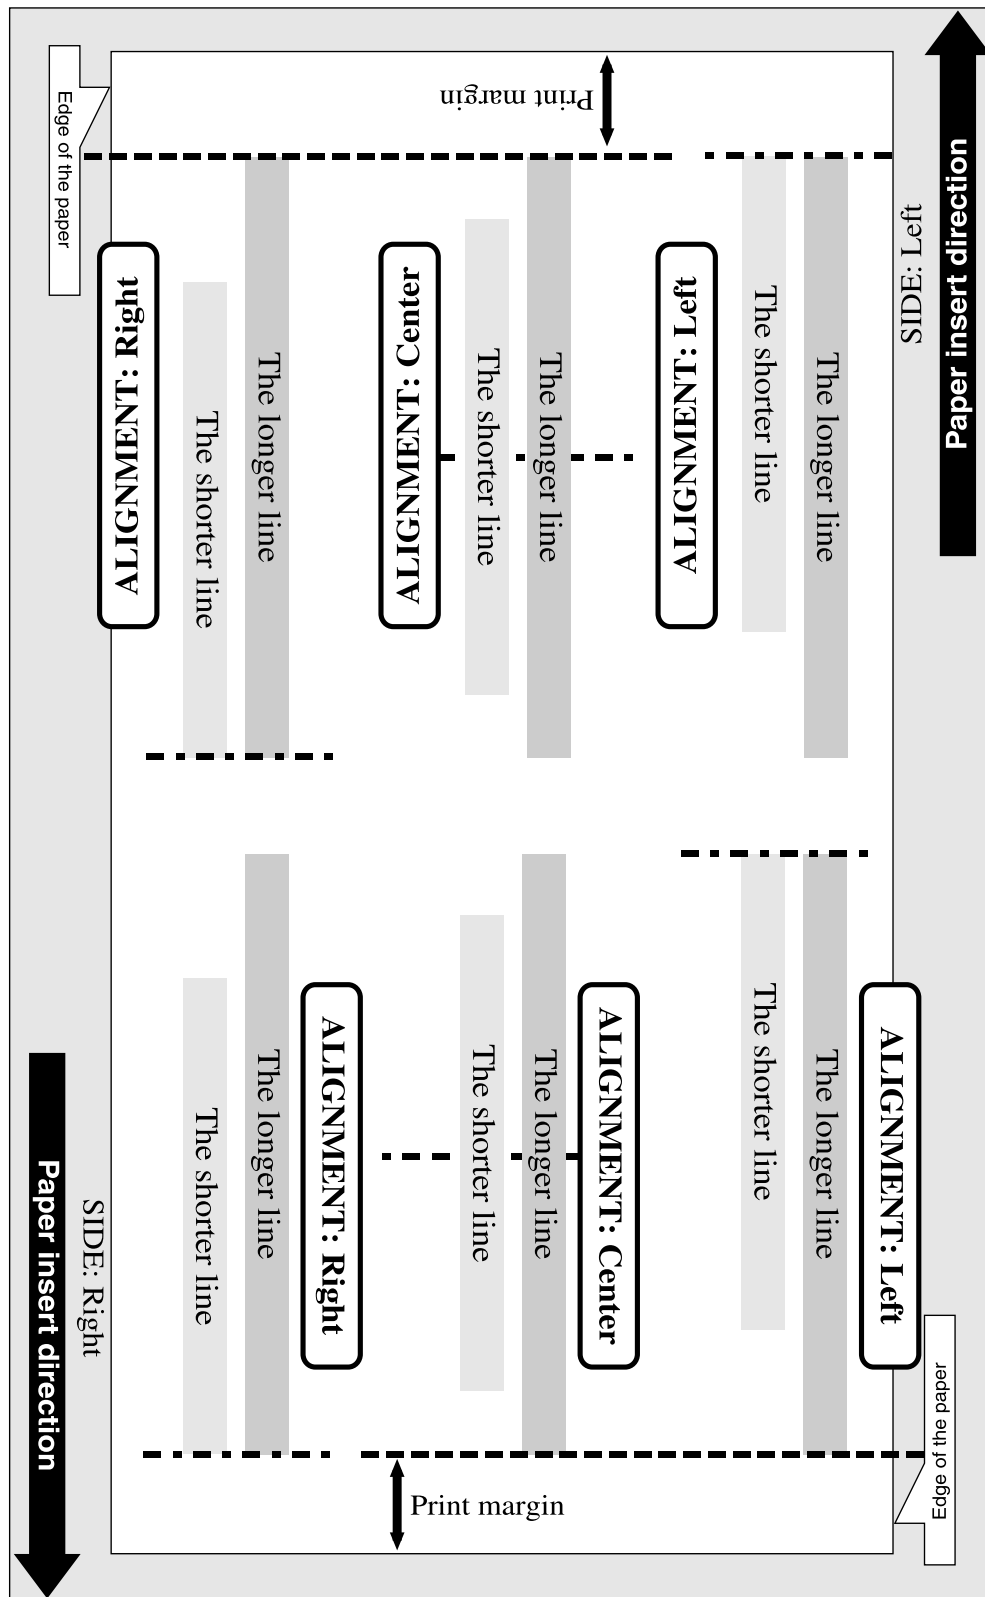 Paper insert direction
SIDE: Left
Print margin
Edge of the paper
ALIGNMENT: Left
The longer line
The shorter line
ALIGNMENT: Center
The longer line
The shorter line
ALIGNMENT: Right
The longer line
The shorter line
ALIGNMENT: Left
The longer line
The shorter line
ALIGNMENT: Center
The longer line
The shorter line
ALIGNMENT: Right
The longer line
The shorter line
Edge of the paper
Print margin
SIDE: Right
Paper insert direction